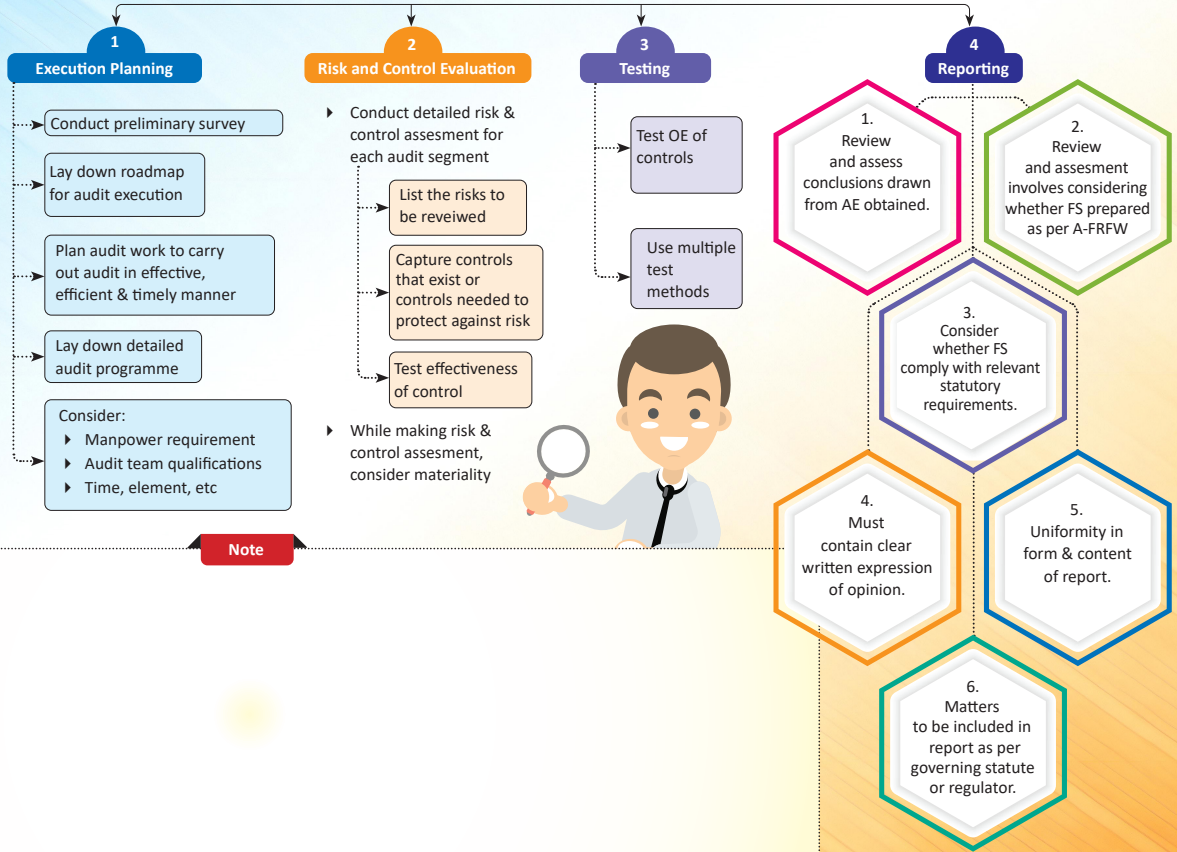 1
Execution Planning
Conduct preliminary survey
Lay down roadmap
for audit execution
Plan audit work to carry
out audit in effective,
efficient & timely manner
Lay down detailed
audit programme
Consider:
Manpower requirement
Audit team qualifications
Time, element, etc
2
Risk and Control Evaluation
Conduct detailed risk &
control assesment for
each audit segment
List the risks to
be reveiwed
Capture controls
that exist or
controls needed to
protect against risk
Test effectiveness
of control
While making risk &
control assesment,
consider materiality
3
Testing
Test OE of
controls
Use multiple
test
methods
4
Reporting
1.
Review
and assess
conclusions drawn
from AE obtained.
2.
Review
and assesment
involves considering
whether FS prepared
as per A-FRFW
3.
Consider
whether FS
comply with relevant
statutory
requirements.
4.
Must
contain clear
written expression
of opinion.
5.
Uniformity in
form & content
of report.
6.
Matters
to be included in
report as per
governing statute
or regulator.
Note